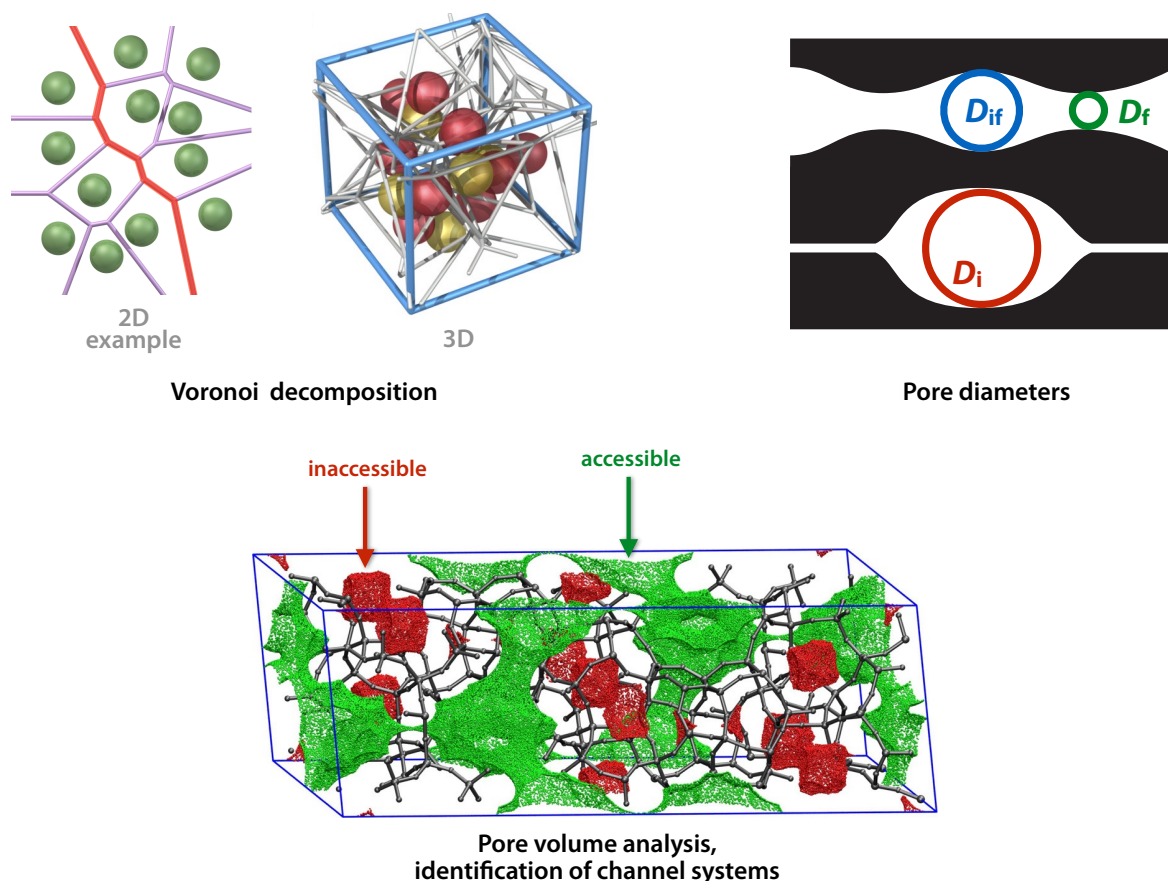 2D
example
3D
Voronoi decomposition
Dif
Df
Di
Pore diameters
inaccessible
accessible
Pore volume analysis,
identification of channel systems